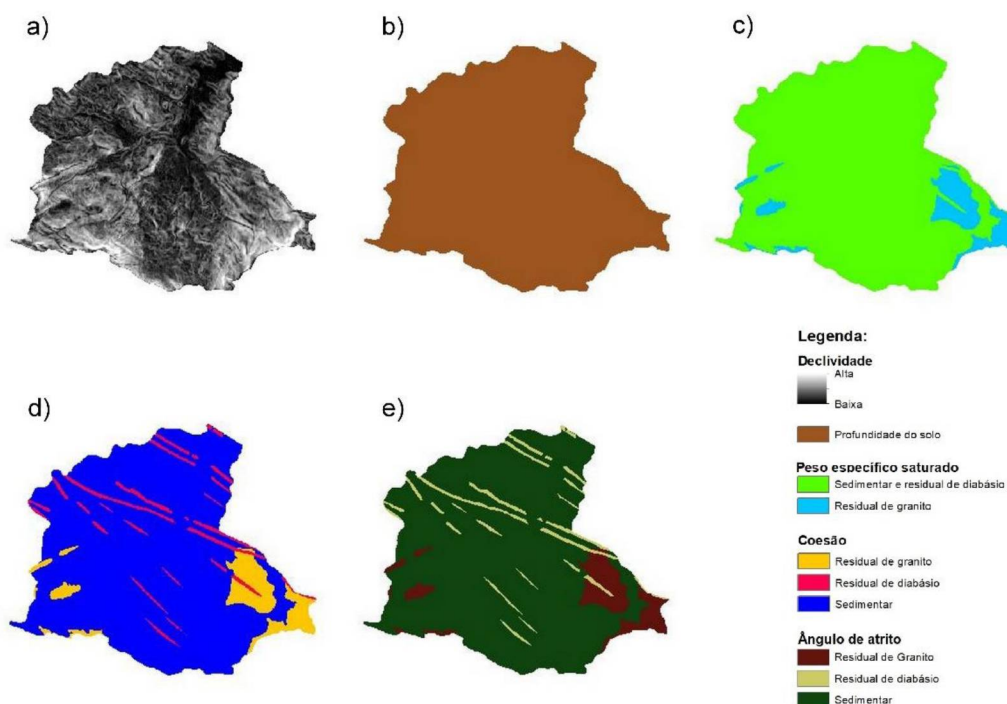 a)
b)
c)
d)
e)
Legenda:
Declividade
Alta
Baixa
Profundidade do solo
Peso específico saturado
Sedimentar e residual de diabásio
Residual de granito
Coesão
Residual de granito
Residual de diabásio
Sedimentar
Ângulo de atrito
Residual de Granito
Residual de diabásio
Sedimentar